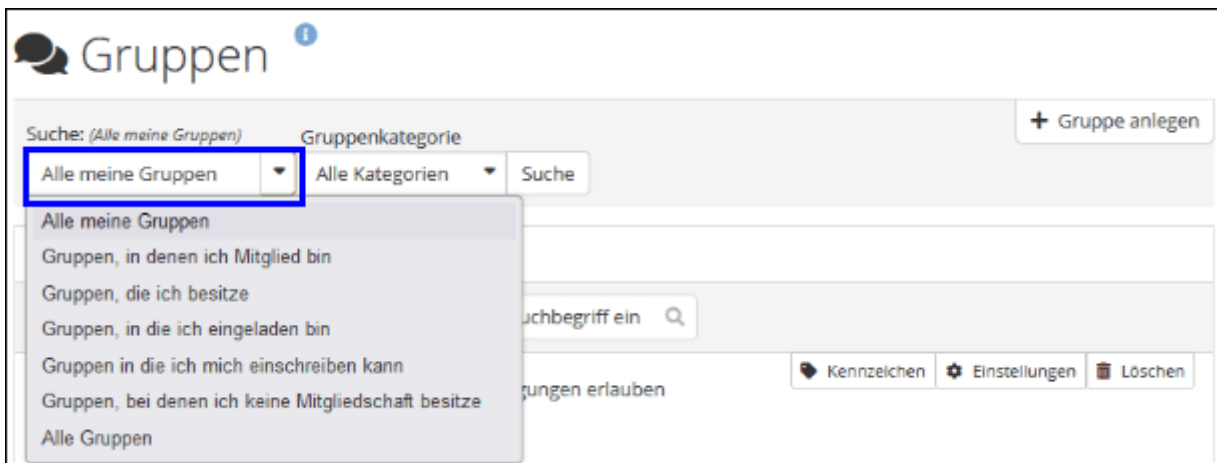 Gruppen
+ Gruppe anlegen
Suche: (Alle meine Gruppen) Gruppenkategorie
Alle meine Gruppen Alle Kategorien Suche
Alle meine Gruppen
Gruppen, in denen ich Mitglied bin
Gruppen, die ich besitze
Gruppen, in die ich eingeladen bin
uchbegriff ein
Gruppen in die ich mich einschreiben kann
Kennzeichen Einstellungen Löschen
gungen erlauben
Gruppen, bei denen ich keine Mitgliedschaft besitze
Alle Gruppen